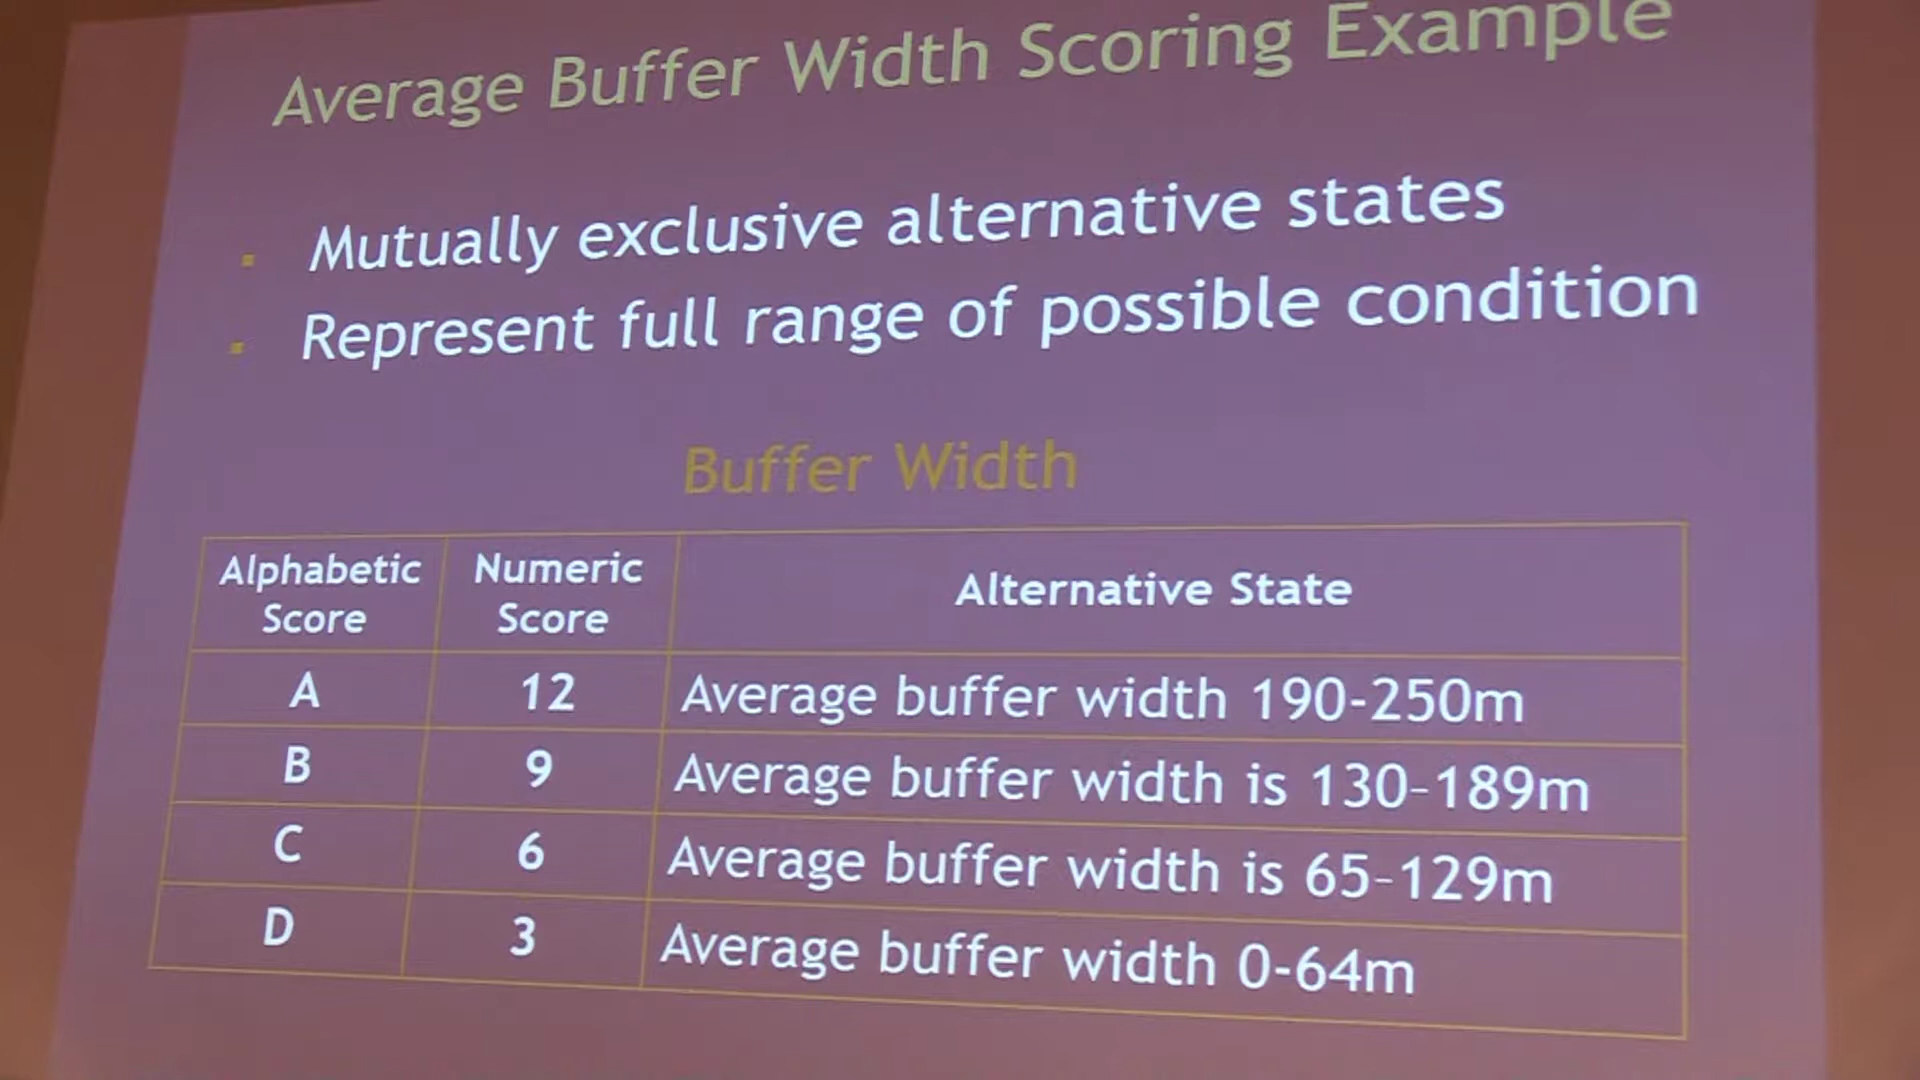 Average Buffer Width Scoring Example
▪ Mutually exclusive alternative states
▪ Represent full range of possible condition
Buffer Width
Alphabetic Score Numeric Score Alternative State
A 12 Average buffer width 190-250m
B 9 Average buffer width is 130-189m
C 6 Average buffer width is 65-129m
D 3 Average buffer width 0-64m